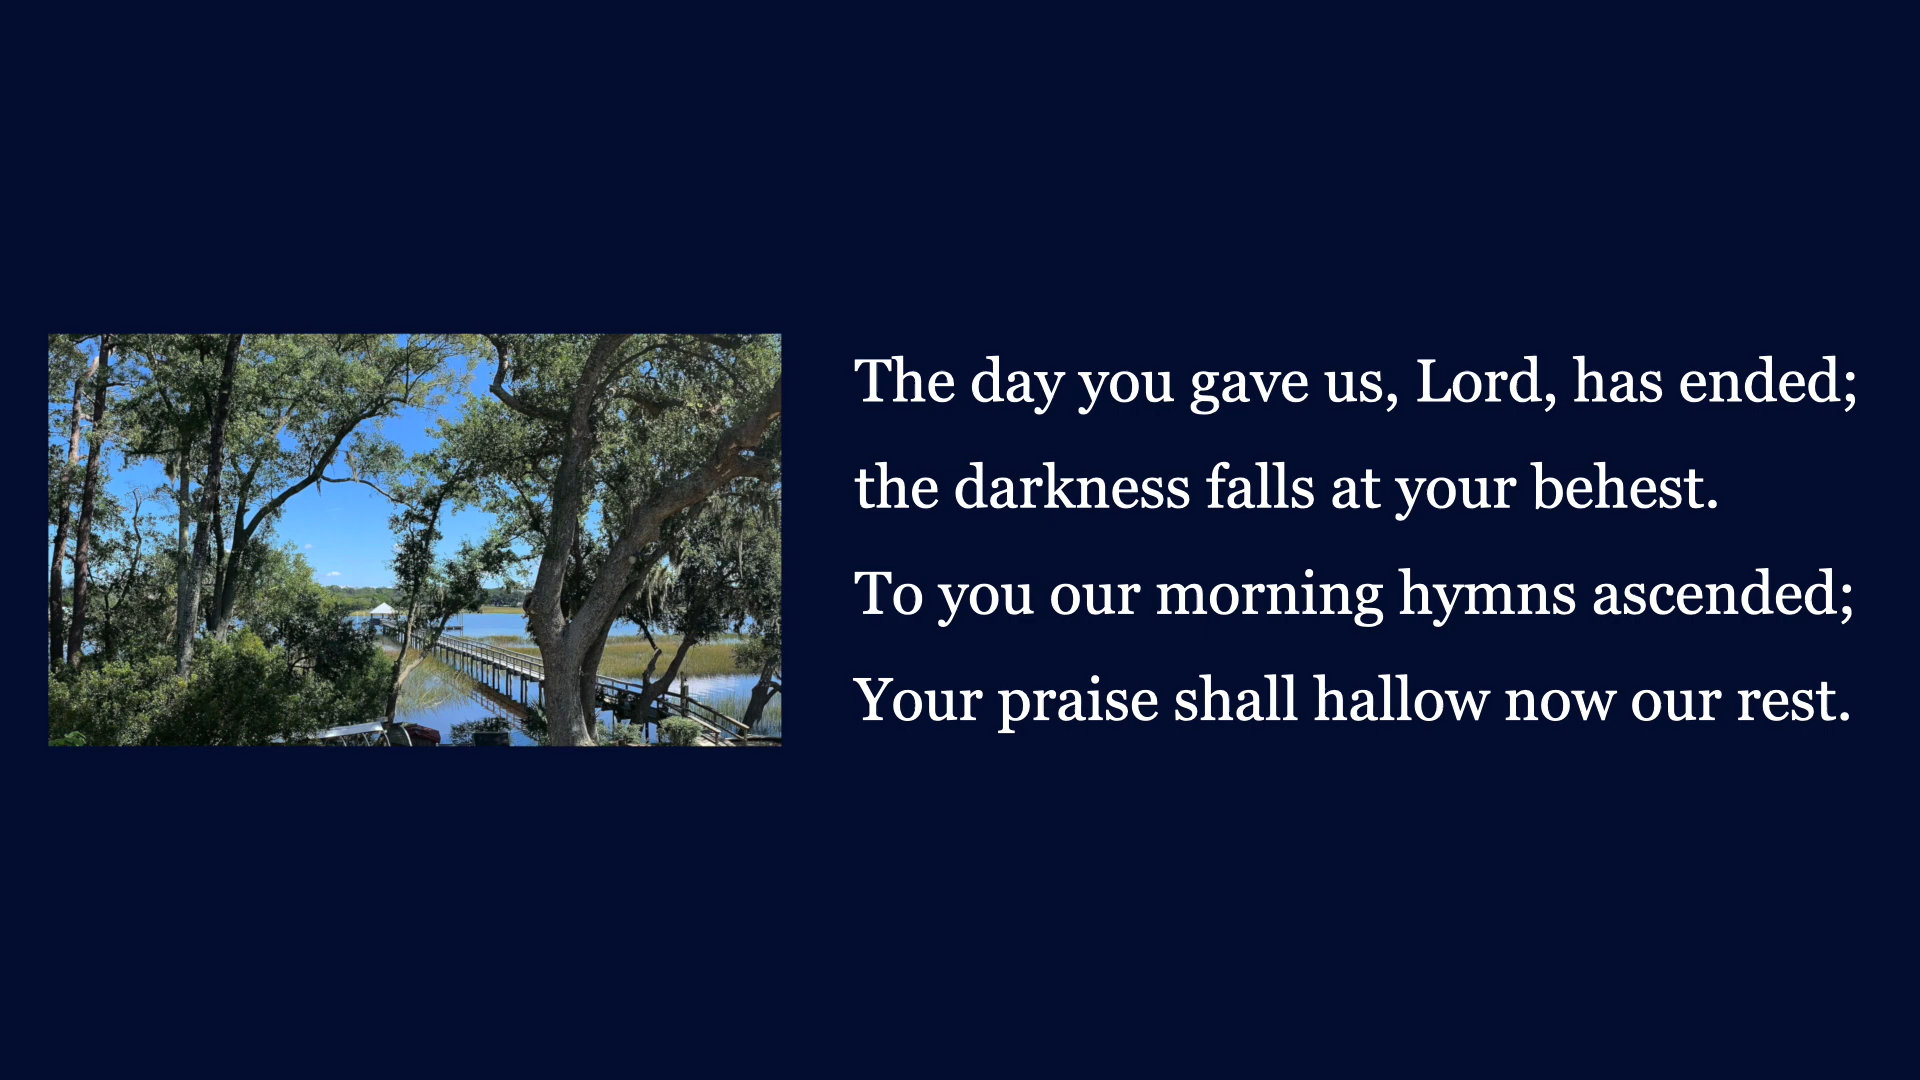 The day you gave us, Lord, has ended;
the darkness falls at your behest.
To you our morning hymns ascended;
Your praise shall hallow now our rest.